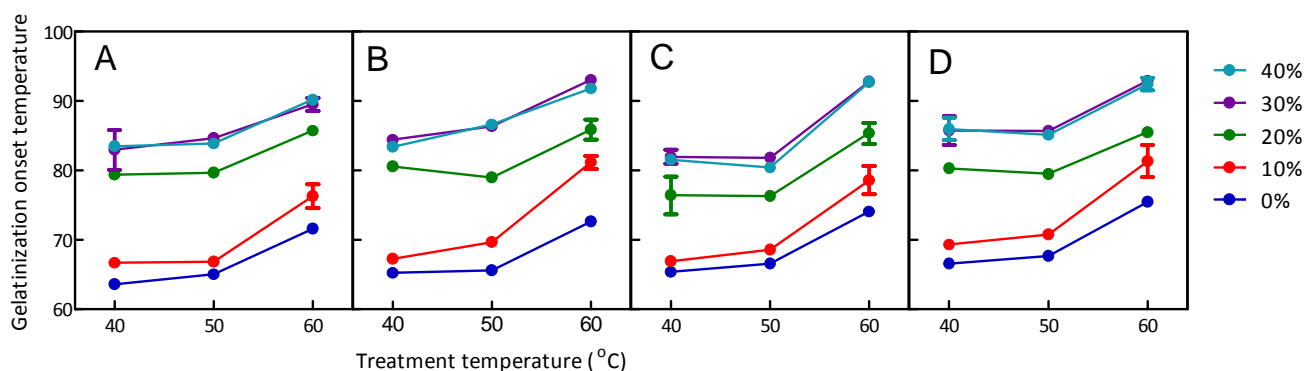 Gelatinization onset temperature
100
90
80
70
60
A
B
C
D
40 50 60
40 50 60
40 50 60
40 50 60
Treatment temperature (°C)
40%
30%
20%
10%
0%